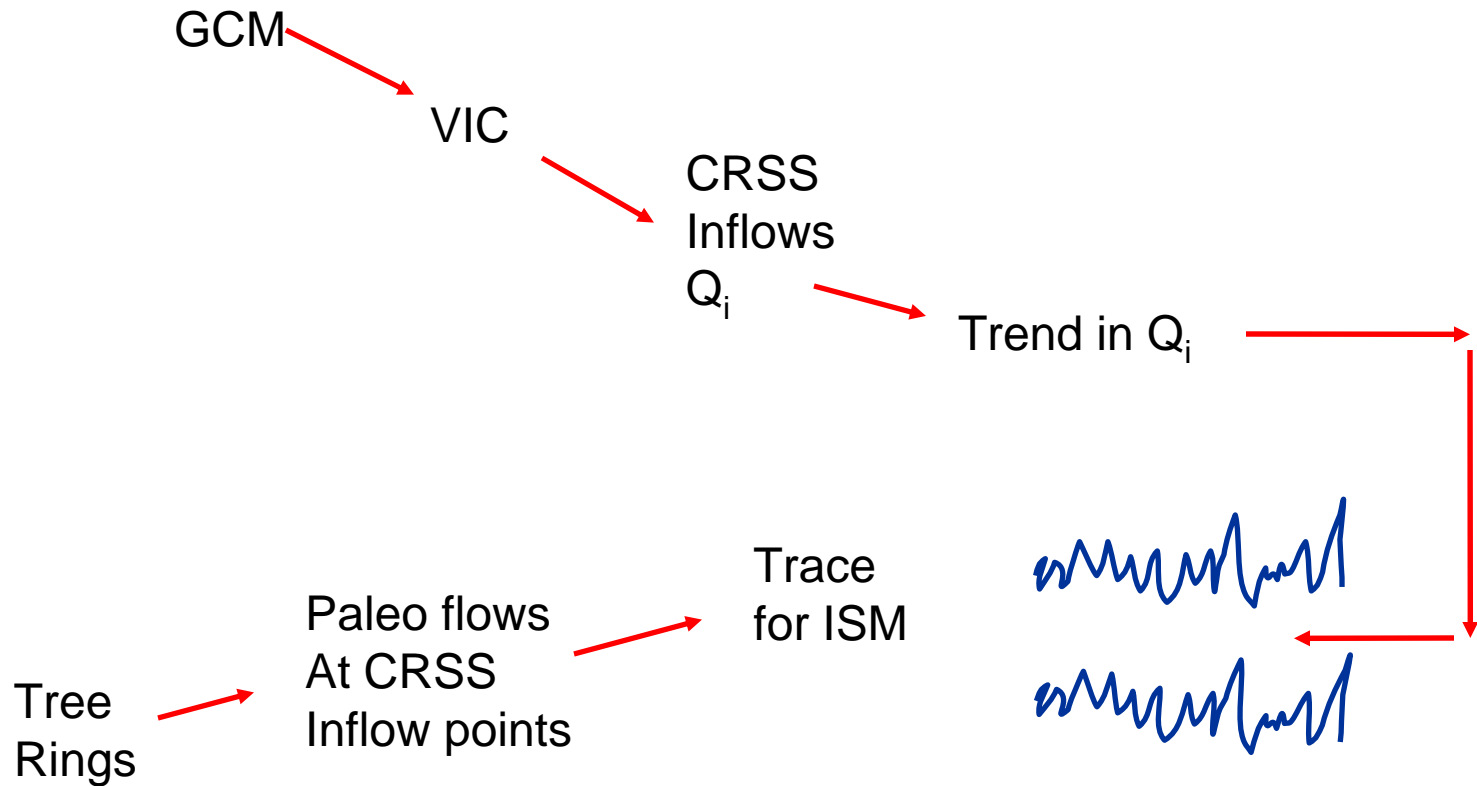 GCM
VIC
CRSS
Inflows
Qi
Trend in Qi
Trace
for ISM
Paleo flows
At CRSS
Inflow points
Tree
Rings